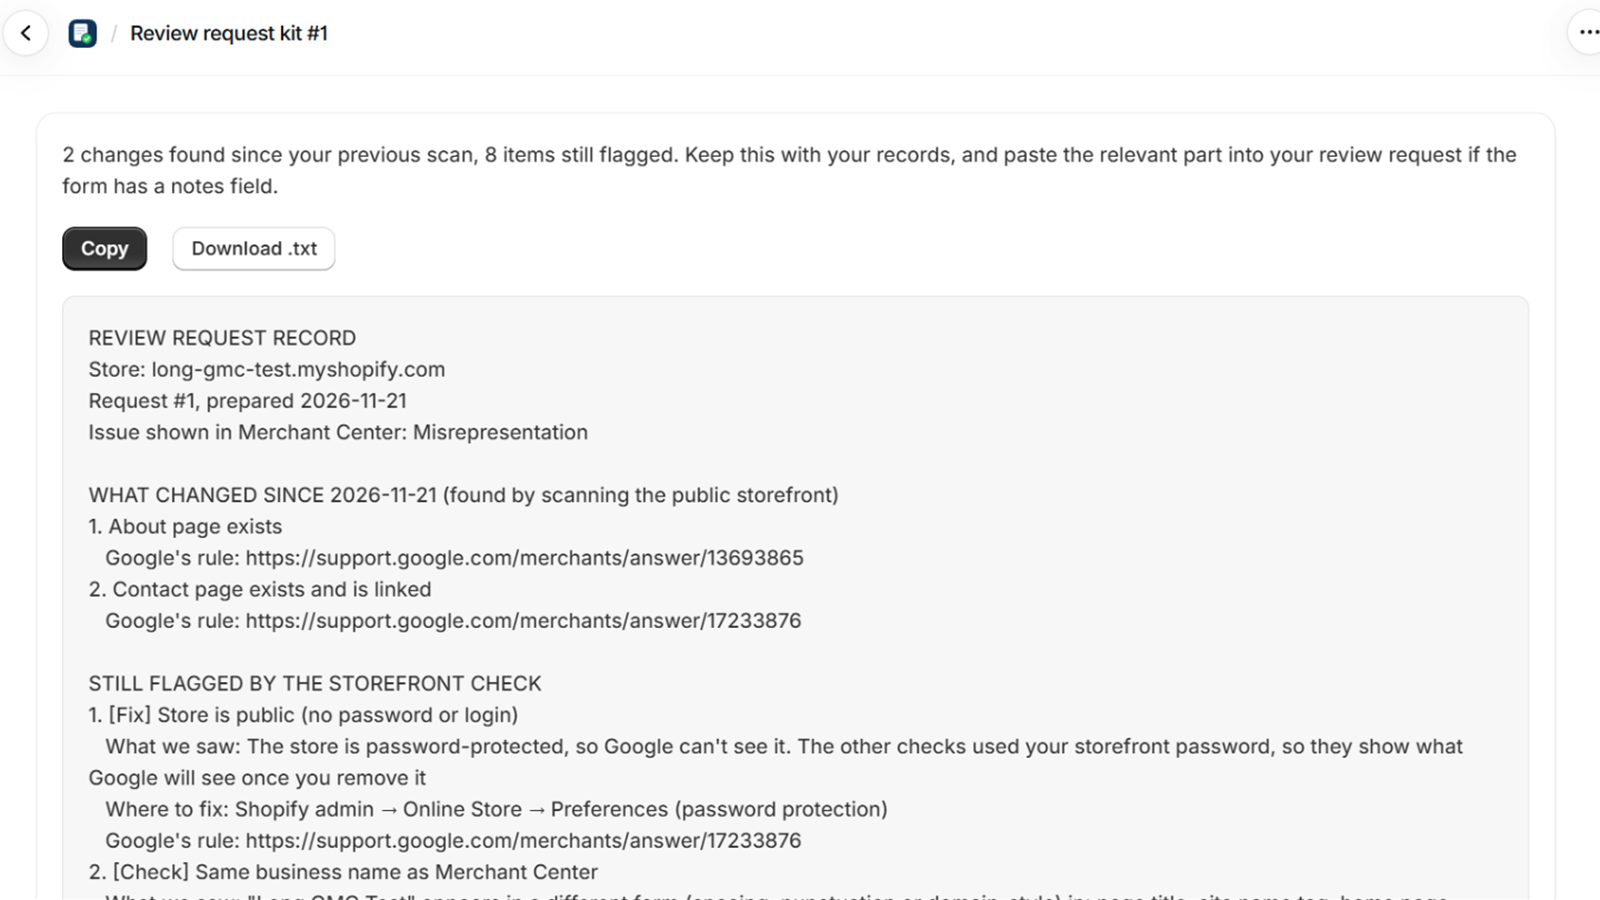 / Review request kit #1
2 changes found since your previous scan, 8 items still flagged. Keep this with your records, and paste the relevant part into your review request if the
form has a notes field.
Copy Download .txt
REVIEW REQUEST RECORD
Store: long-gmc-test.myshopify.com
Request #1, prepared 2026-11-21
Issue shown in Merchant Center: Misrepresentation
WHAT CHANGED SINCE 2026-11-21 (found by scanning the public storefront)
1. About page exists
Google's rule: https://support.google.com/merchants/answer/13693865
2. Contact page exists and is linked
Google's rule: https://support.google.com/merchants/answer/17233876
STILL FLAGGED BY THE STOREFRONT CHECK
1. [Fix] Store is public (no password or login)
What we saw: The store is password-protected, so Google can't see it. The other checks used your storefront password, so they show what
Google will see once you remove it
Where to fix: Shopify admin → Online Store → Preferences (password protection)
Google's rule: https://support.google.com/merchants/answer/17233876
2. [Check] Same business name as Merchant Center